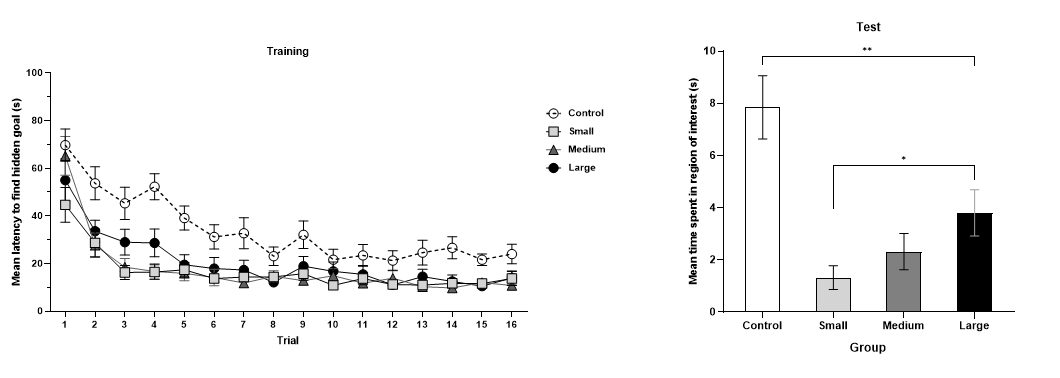 Training
Mean latency to find hidden goal (s)
100
80
60
40
20
0
1 2 3 4 5 6 7 8 9 10 11 12 13 14 15 16
Trial
Control
Small
Medium
Large
Test
Mean time spent in region of interest (s)
10
8
6
4
2
0
**
*
Control Small Medium Large
Group